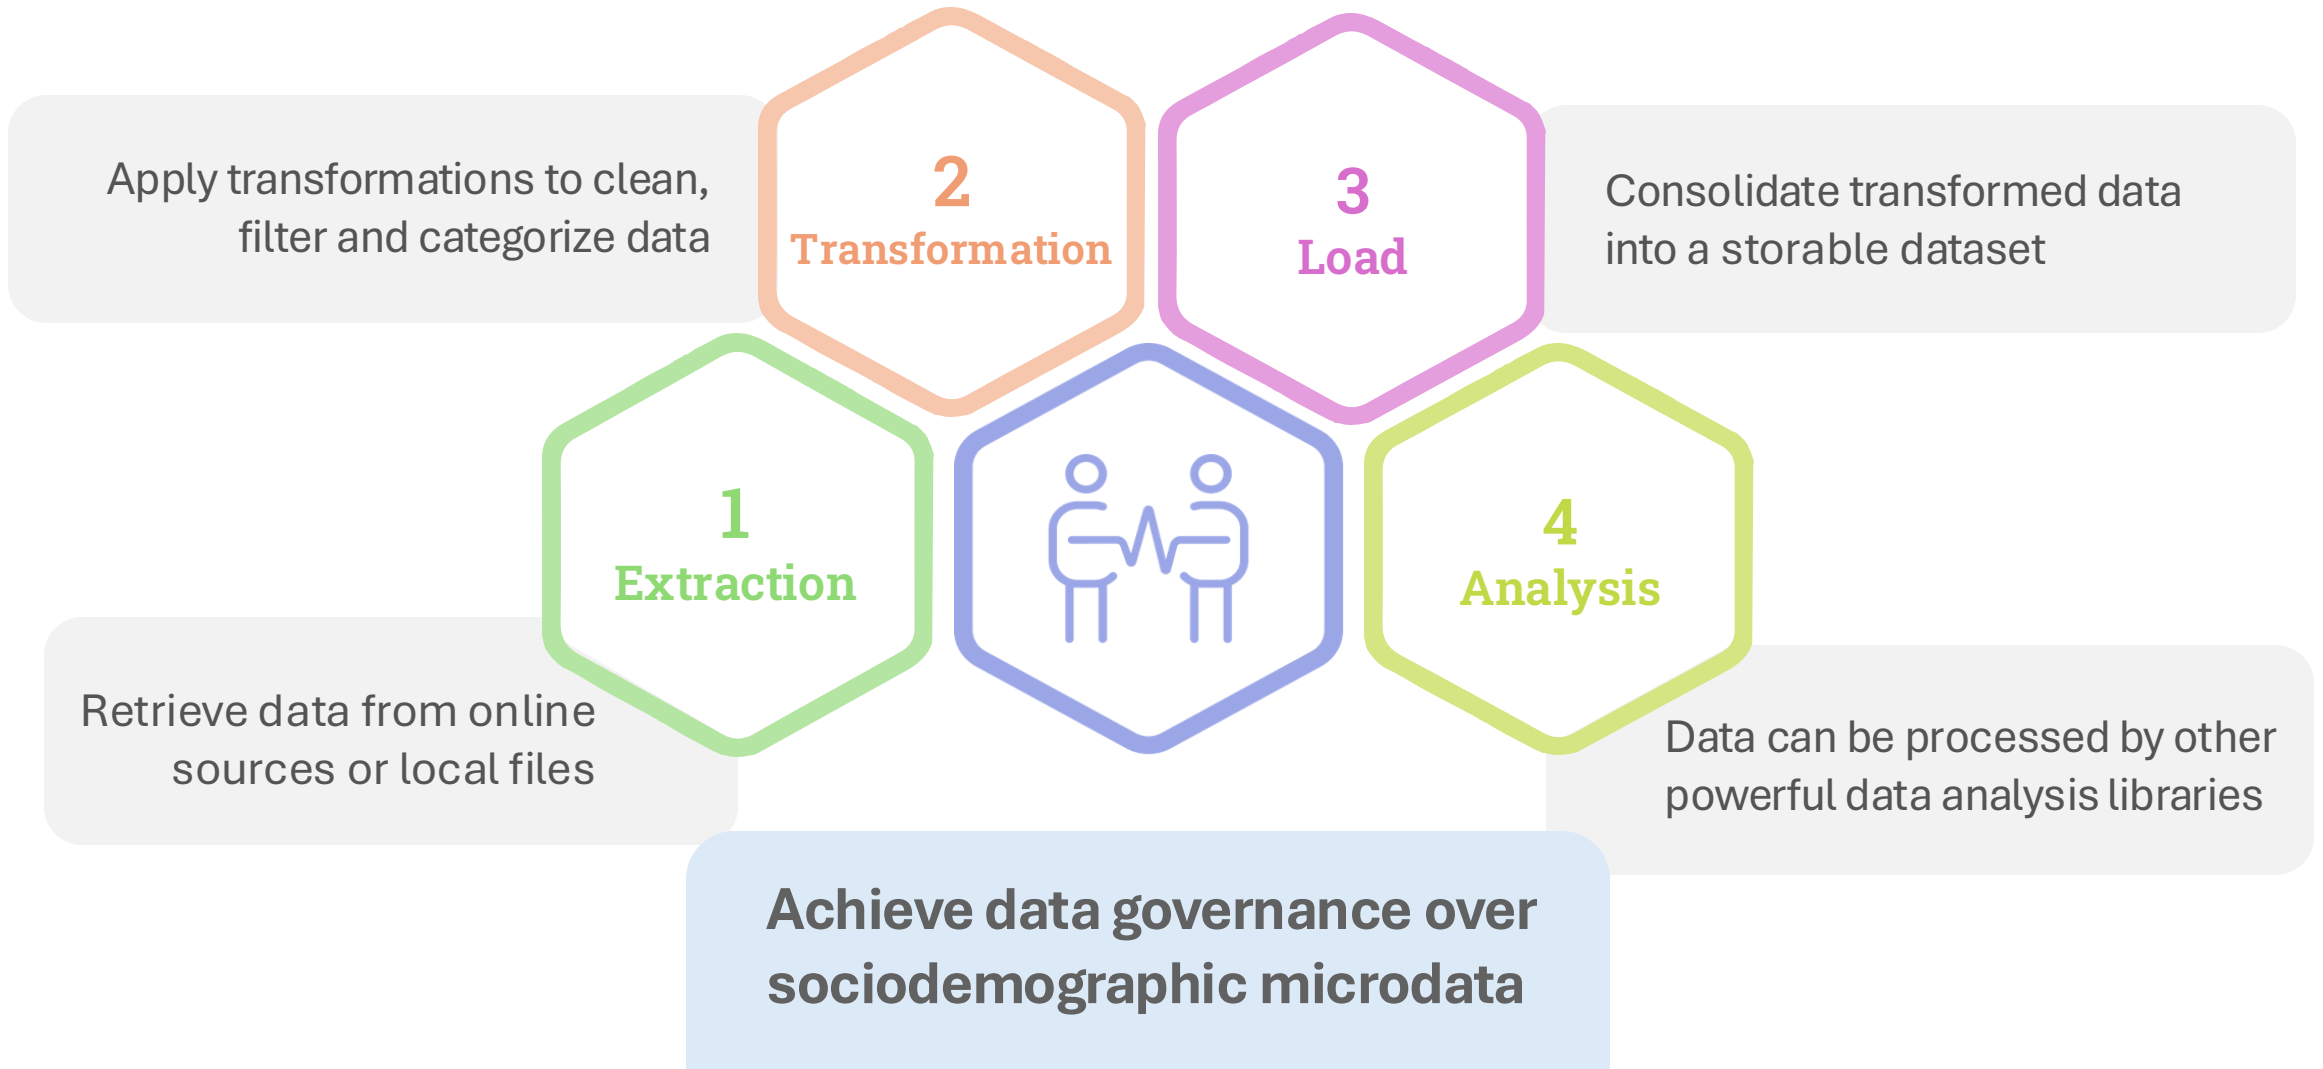 Apply transformations to clean,
filter and categorize data
2
Transformation
3
Load
Consolidate transformed data
into a storable dataset
1
Extraction
Retrieve data from online
sources or local files
4
Analysis
Data can be processed by other
powerful data analysis libraries
Achieve data governance over
sociodemographic microdata